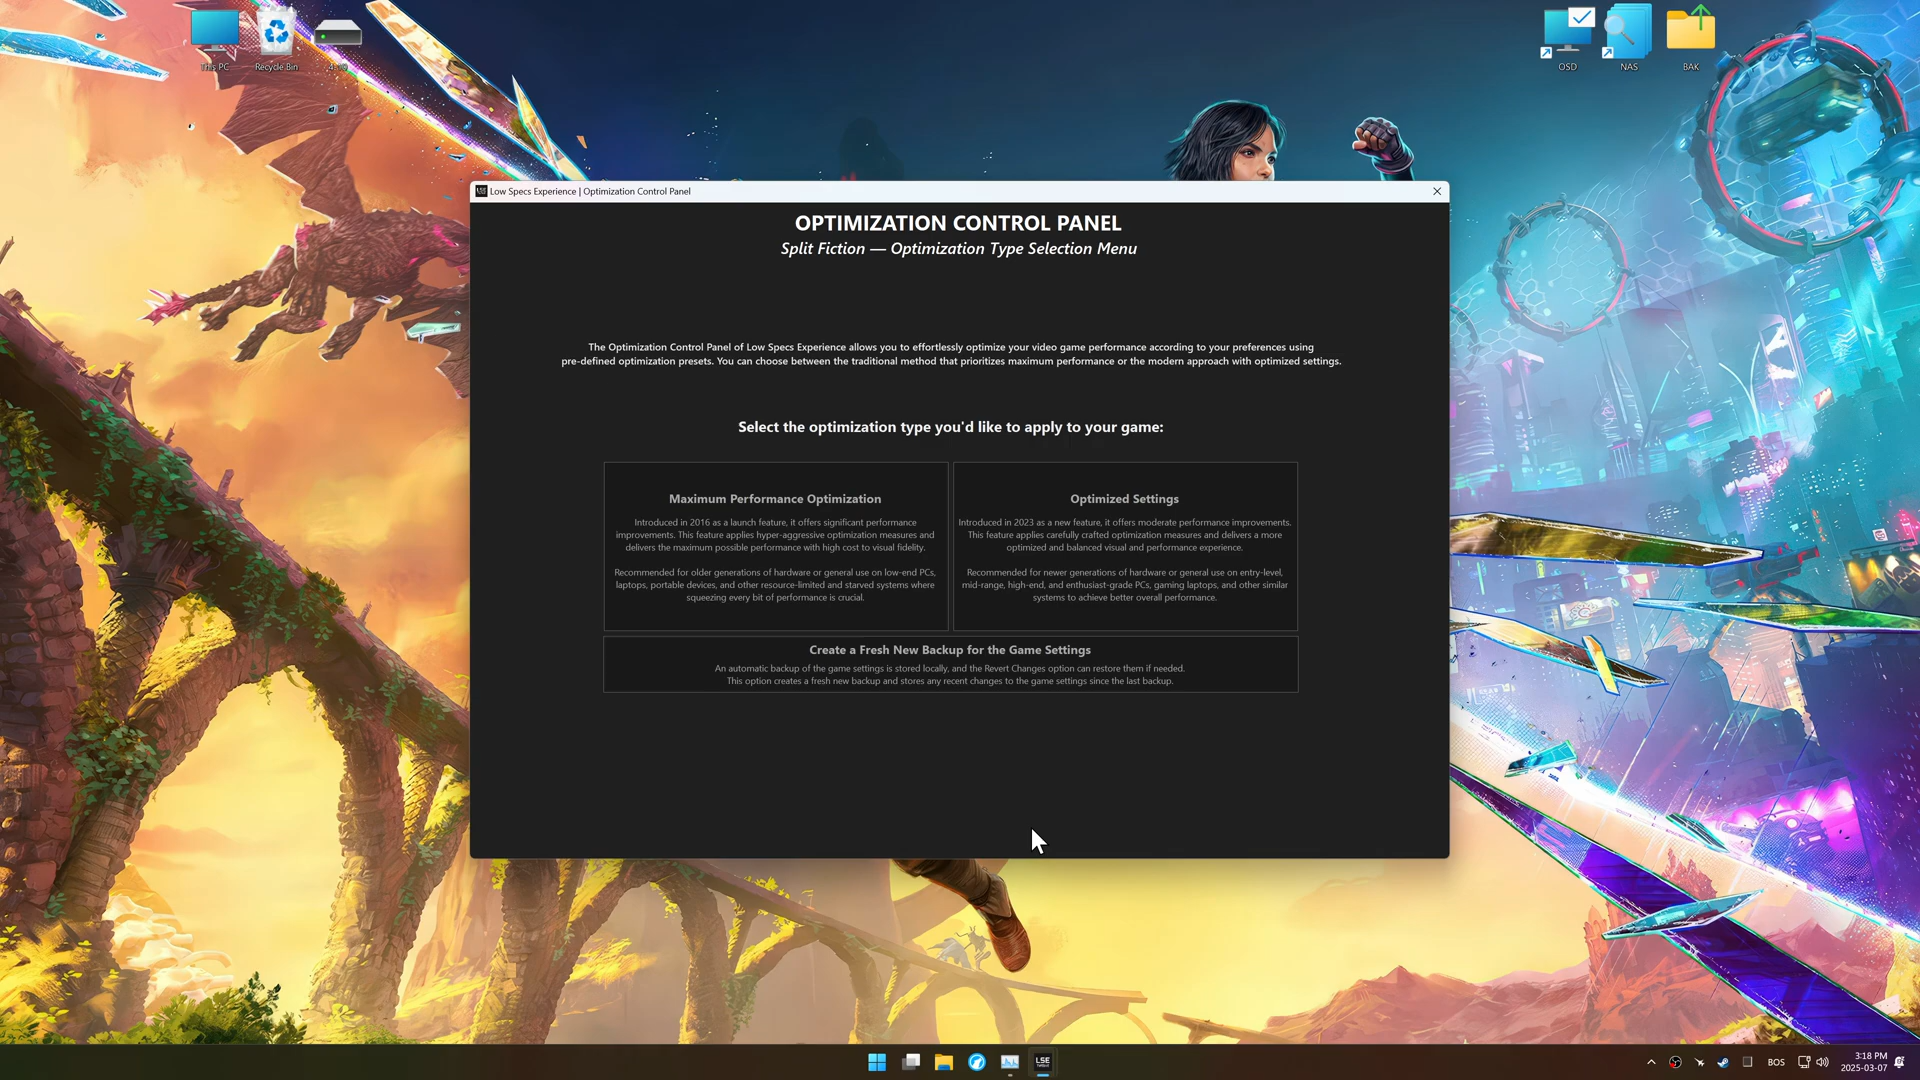 This PC
Recycle Bin
OSD
NAS
BAK
Low Specs Experience | Optimization Control Panel
OPTIMIZATION CONTROL PANEL
Split Fiction — Optimization Type Selection Menu
The Optimization Control Panel of Low Specs Experience allows you to effortlessly optimize your video game performance according to your preferences using
pre-defined optimization presets. You can choose between the traditional method that prioritizes maximum performance or the modern approach with optimized settings.
Select the optimization type you'd like to apply to your game:
Maximum Performance Optimization
Introduced in 2016 as a launch feature, it offers significant performance
improvements. This feature applies hyper-aggressive optimization measures and
delivers the maximum possible performance with high cost to visual fidelity.
Recommended for older generations of hardware or general use on low-end PCs,
laptops, portable devices, and other resource-limited and starved systems where
squeezing every bit of performance is crucial.
Optimized Settings
Introduced in 2023 as a new feature, it offers moderate performance improvements.
This feature applies carefully crafted optimization measures and delivers a more
optimized and balanced visual and performance experience.
Recommended for newer generations of hardware or general use on entry-level,
mid-range, high-end, and enthusiast-grade PCs, gaming laptops, and other similar
systems to achieve better overall performance.
Create a Fresh New Backup for the Game Settings
An automatic backup of the game settings is stored locally, and the Revert Changes option can restore them if needed.
This option creates a fresh new backup and stores any recent changes to the game settings since the last backup.
LSE
BOS
3:18 PM
2025-03-07